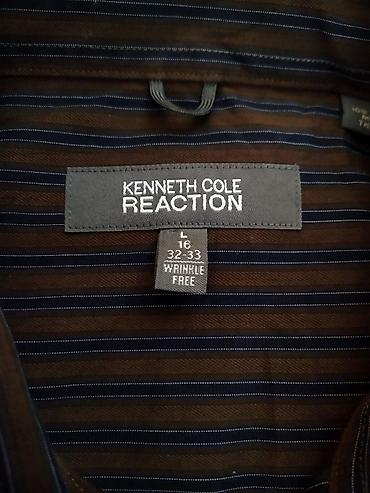 KENNETH COLE
REACTION
L
16
32-33
WRINKLE
FREE